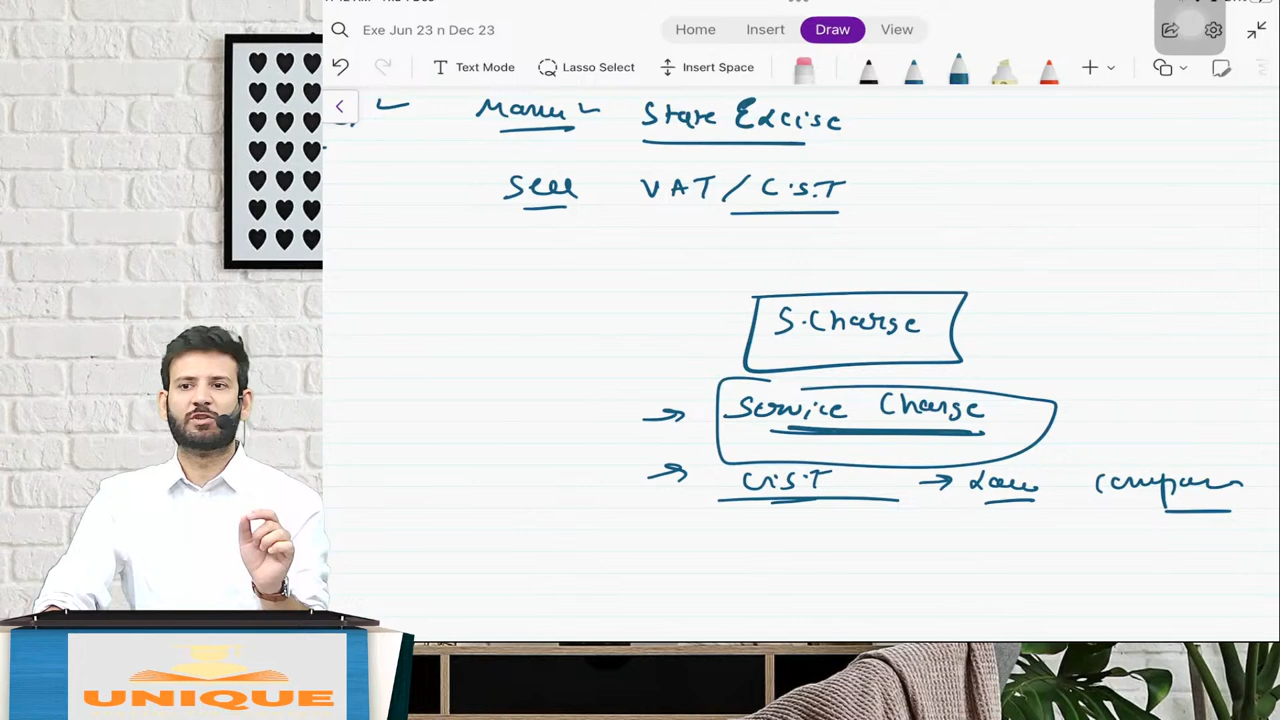 Exe Jun 23 n Dec 23
Home Insert Draw View
Text Mode Lasso Select Insert Space
Manu State Excise
Sell VAT / C.S.T
S.Charge
Service Charge
→ Law
UNIQUE